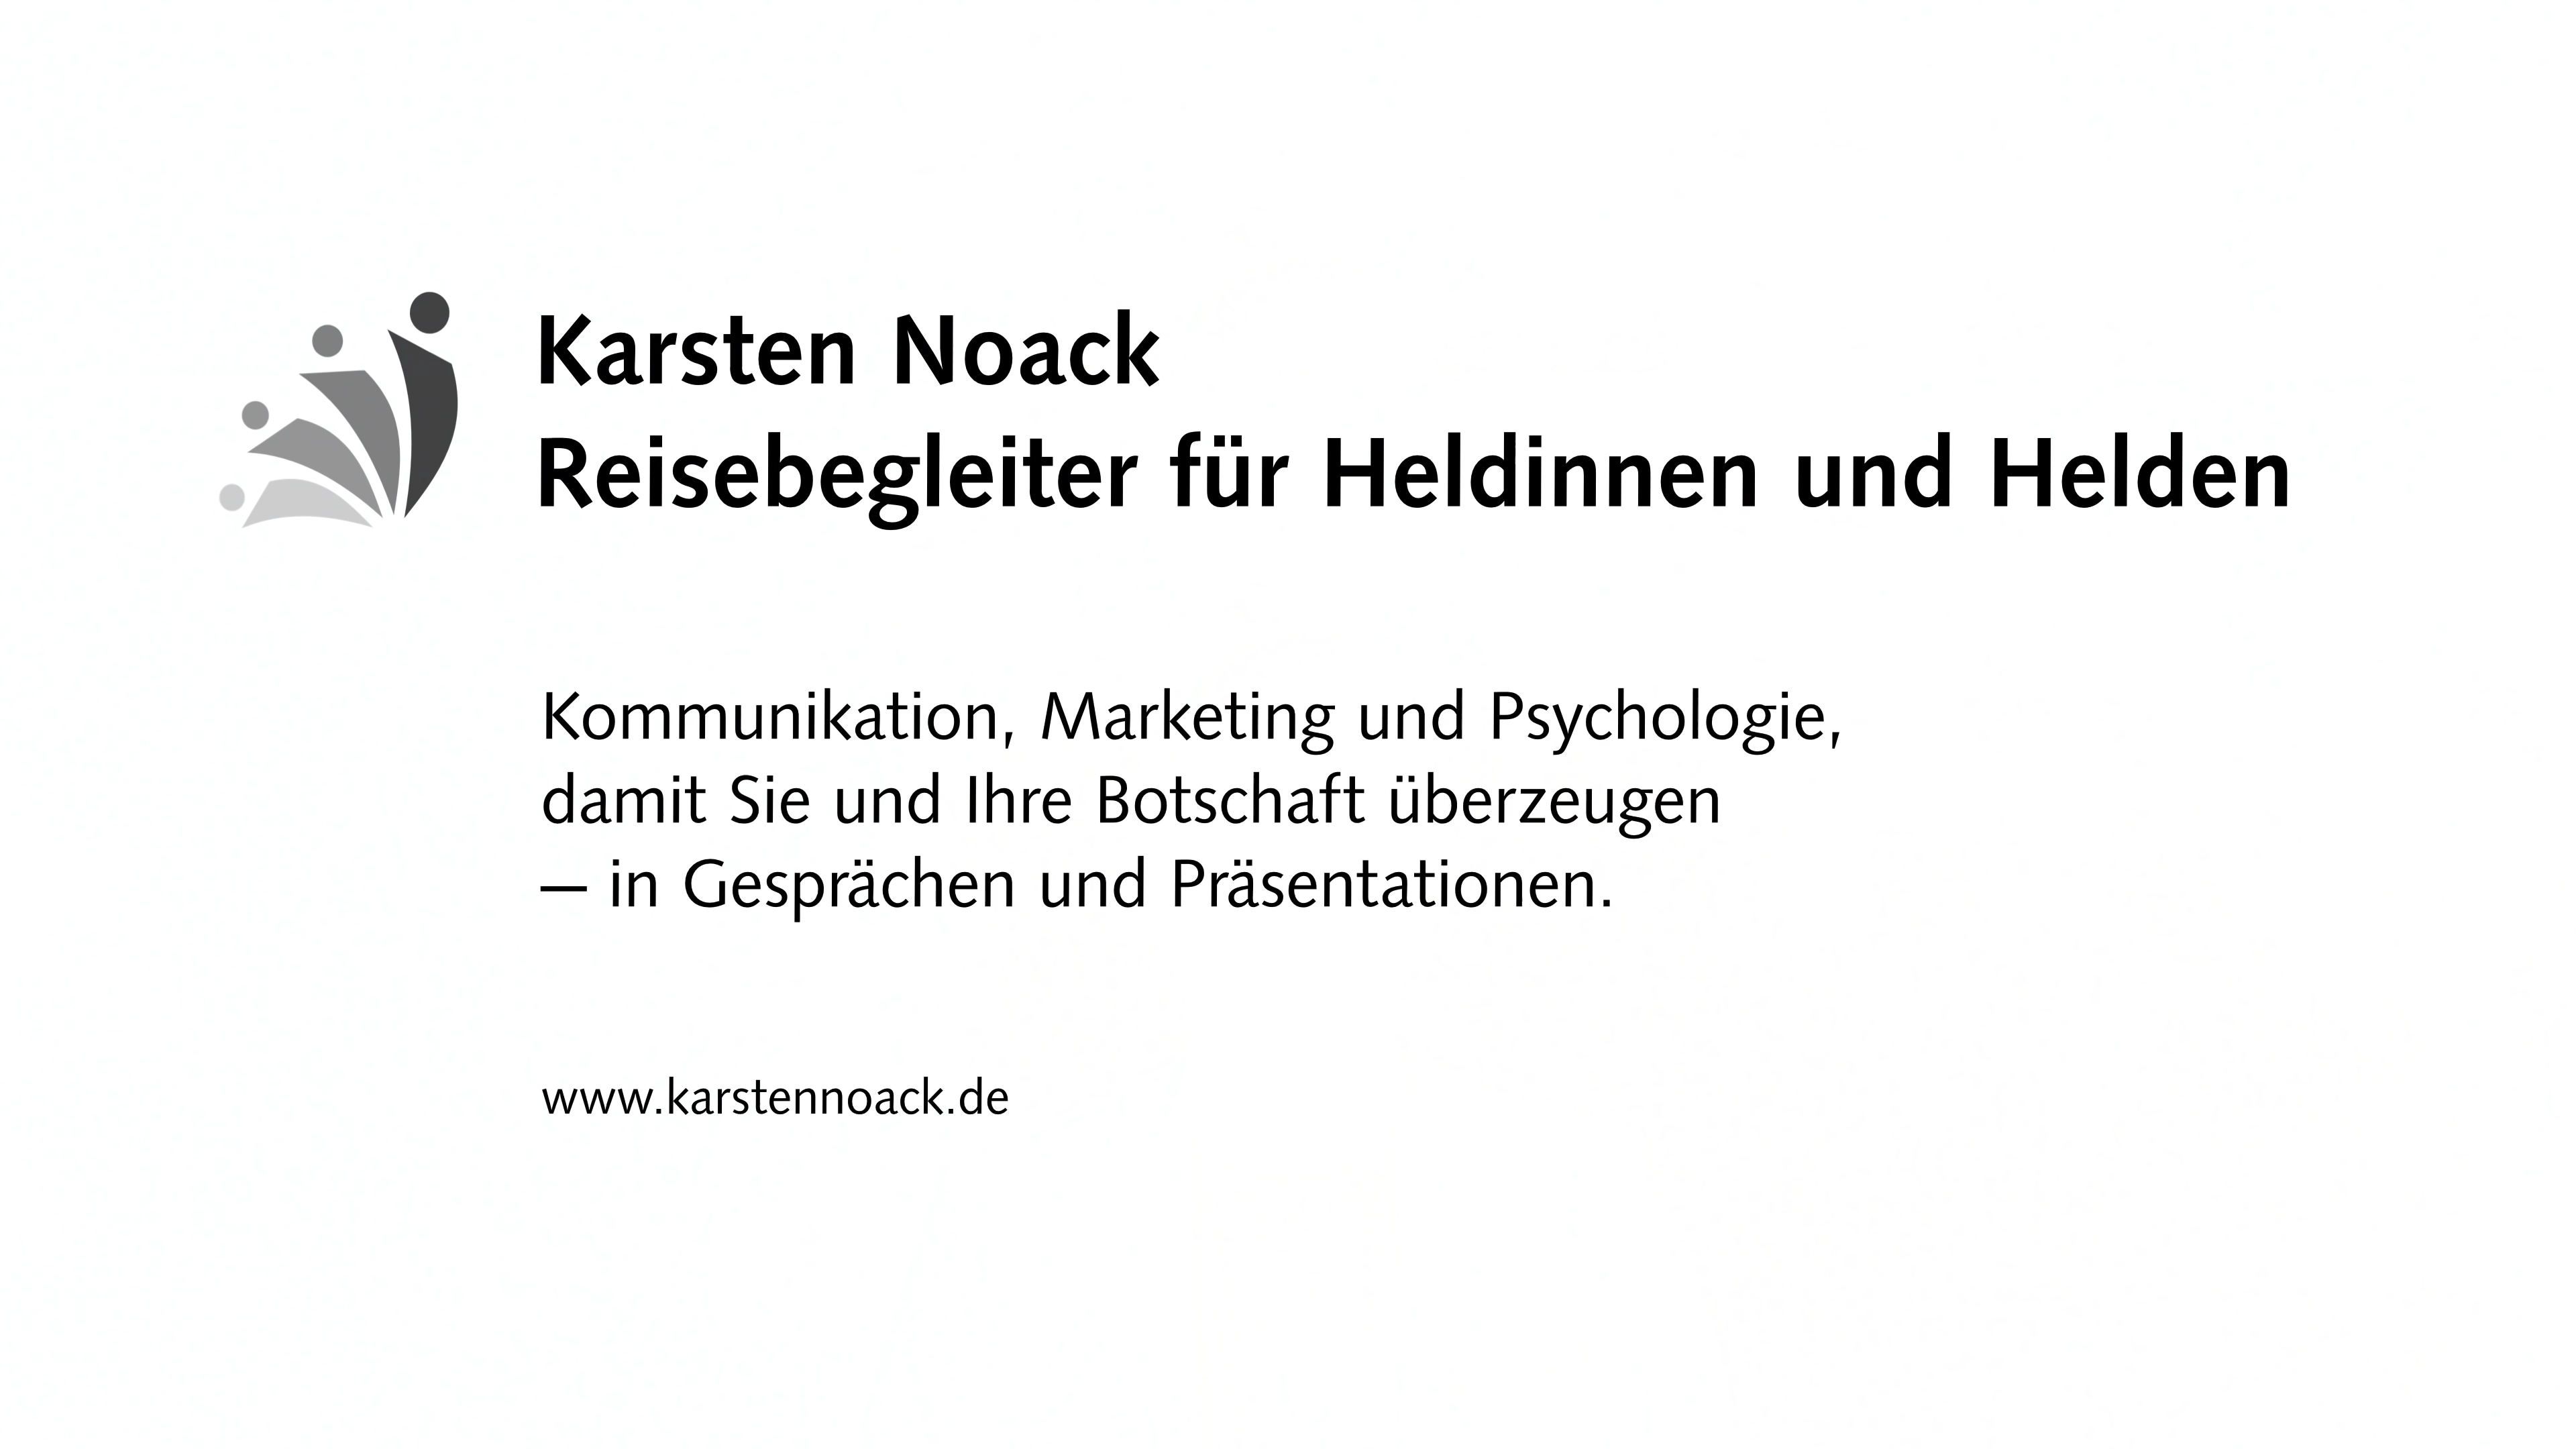 Karsten Noack
Reisebegleiter für Heldinnen und Helden
Kommunikation, Marketing und Psychologie,
damit Sie und Ihre Botschaft überzeugen
— in Gesprächen und Präsentationen.
www.karstennoack.de